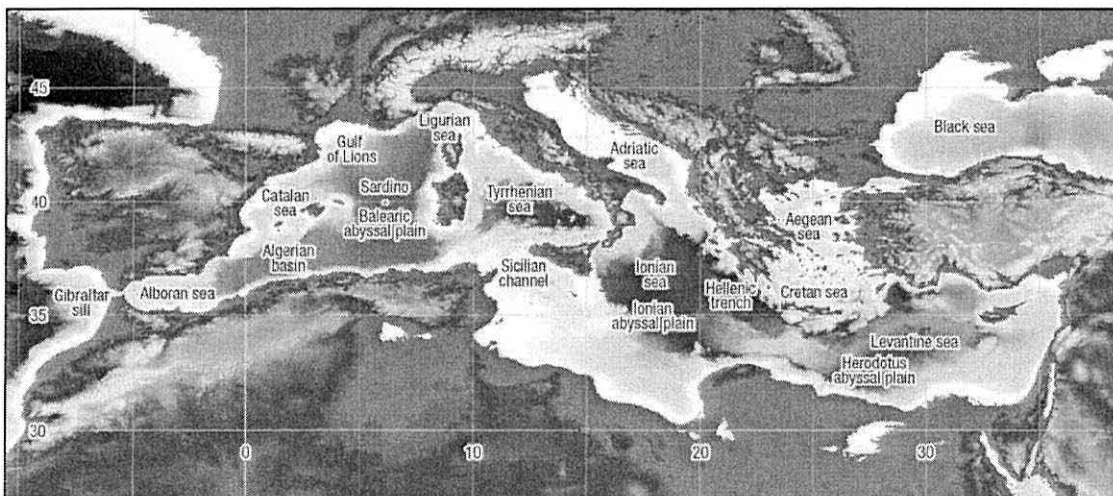 45
Ligurian
sea
Black sea
Gulf
of Lions
Adriatic
sea
Sardino
Balearic
abyssal plain
Catalan
sea
40
Tyrrhenian
sea
Aegean
sea
Algerian
basin
Sicilian
channel
Ionian
sea
Ionian
abyssal plain
Hellenic
trench
Cretan sea
Gibraltar
sill
Alboran sea
35
Levantine sea
Herodotus
abyssal plain
30
0
10
20
30